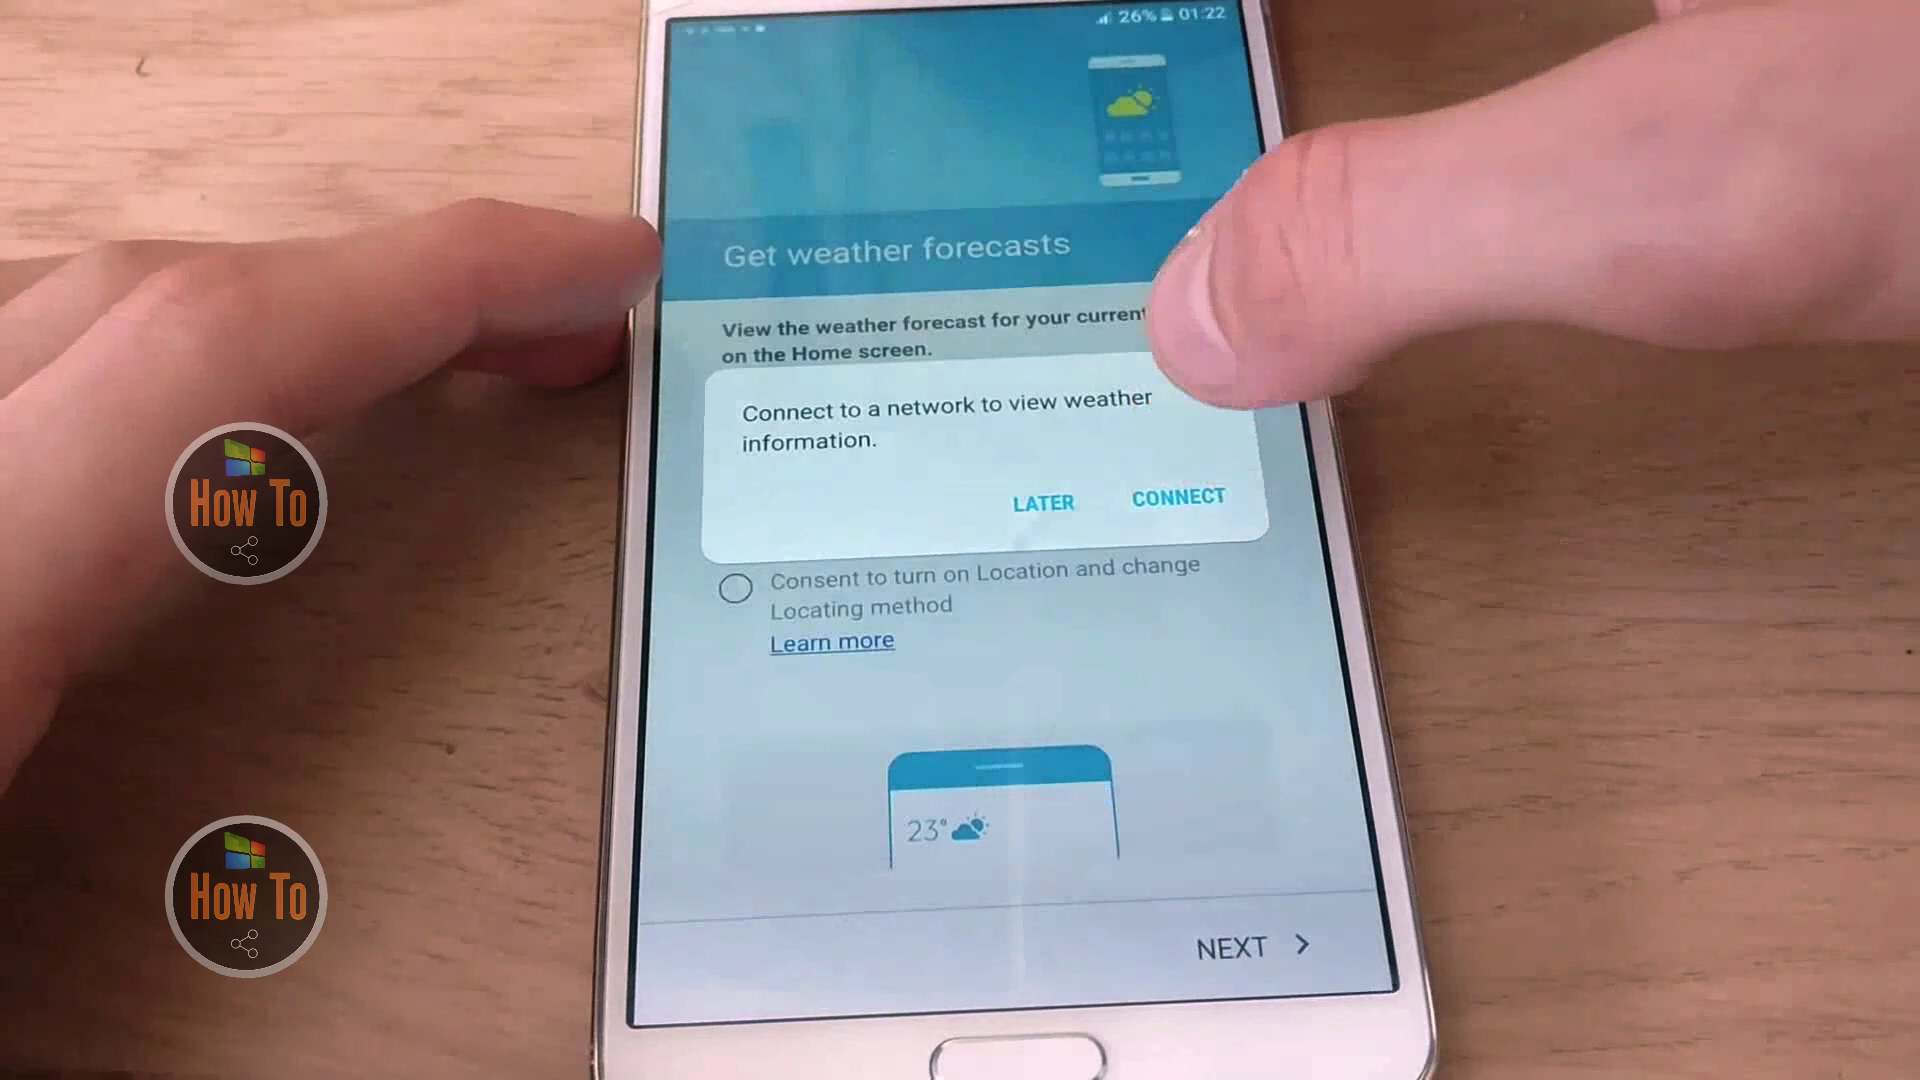 26% 01:22
Get weather forecasts
View the weather forecast for your current
on the Home screen.
Connect to a network to view weather
information.
LATER CONNECT
Consent to turn on Location and change
Locating method
Learn more
23°
NEXT >
How To
How To